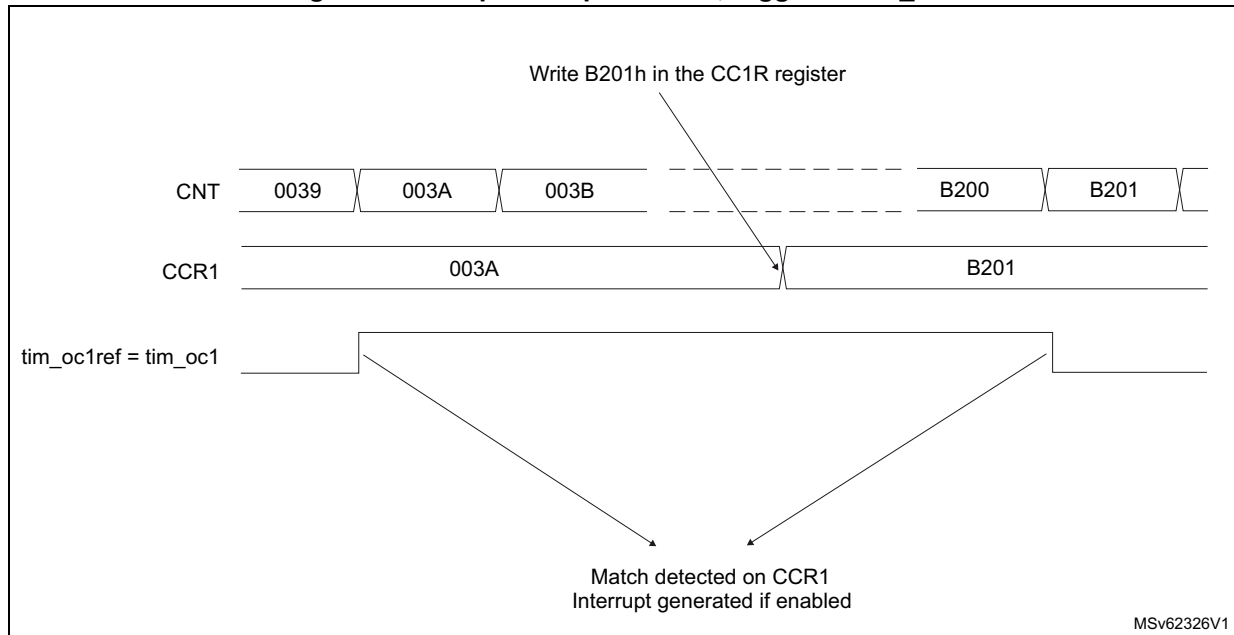 Write B201h in the CC1R register
CNT 0039 003A 003B B200 B201
CCR1 003A B201
tim_oc1ref = tim_oc1
Match detected on CCR1
Interrupt generated if enabled
MSv62326V1